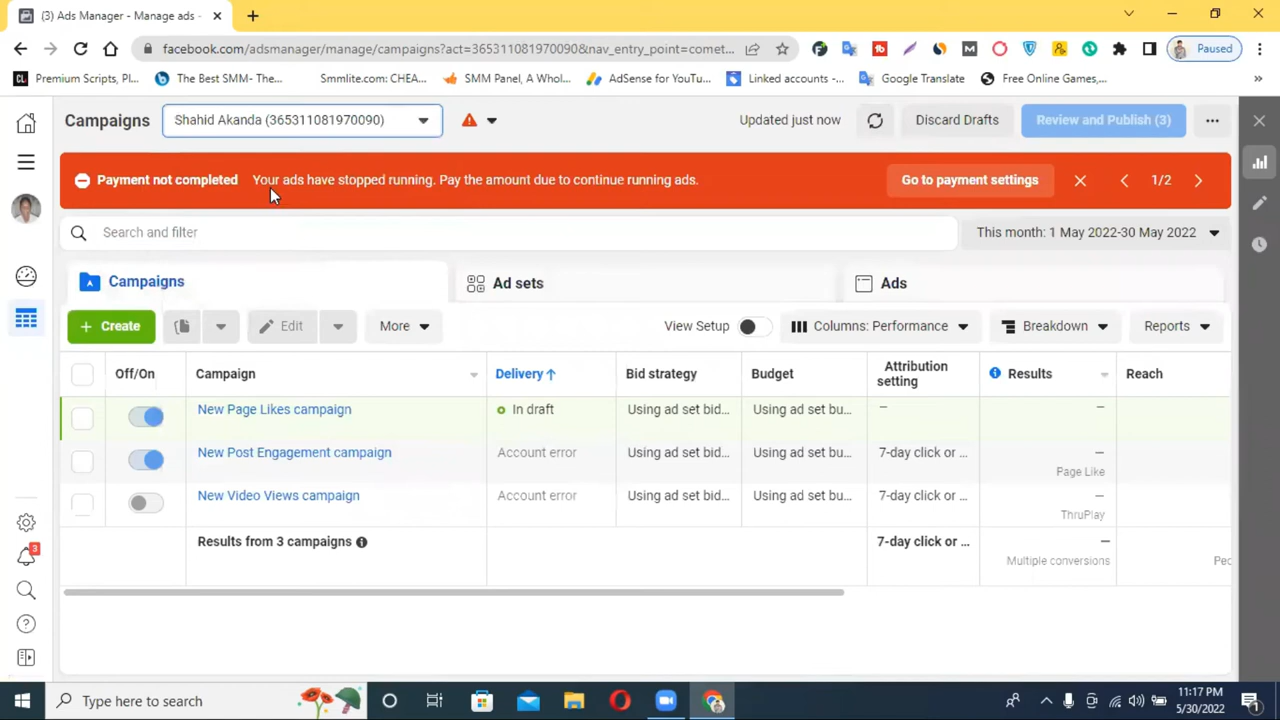 (3) Ads Manager - Manage ads -
facebook.com/adsmanager/manage/campaigns?act=365311081970090&nav_entry_point=comet...
Paused
Premium Scripts, Pl...
The Best SMM- The...
Smmlite.com: CHEA...
SMM Panel, A Whol...
AdSense for YouTu...
Linked accounts -...
Google Translate
Free Online Games,...
»
Campaigns
Shahid Akanda (365311081970090)
Updated just now
Discard Drafts
Review and Publish (3)
Payment not completed
Your ads have stopped running. Pay the amount due to continue running ads.
Go to payment settings
1/2
Search and filter
This month: 1 May 2022-30 May 2022
Campaigns
Ad sets
Ads
+ Create
Edit
More
View Setup
Columns: Performance
Breakdown
Reports
Off/On
Campaign
Delivery ↑
Bid strategy
Budget
Attribution
setting
Results
Reach
New Page Likes campaign
In draft
Using ad set bid...
Using ad set bu...
—
—
New Post Engagement campaign
Account error
Using ad set bid...
Using ad set bu...
7-day click or ...
—
Page Like
New Video Views campaign
Account error
Using ad set bid...
Using ad set bu...
7-day click or ...
—
ThruPlay
Results from 3 campaigns
7-day click or ...
—
Multiple conversions
Peo
3
Type here to search
11:17 PM
5/30/2022
1